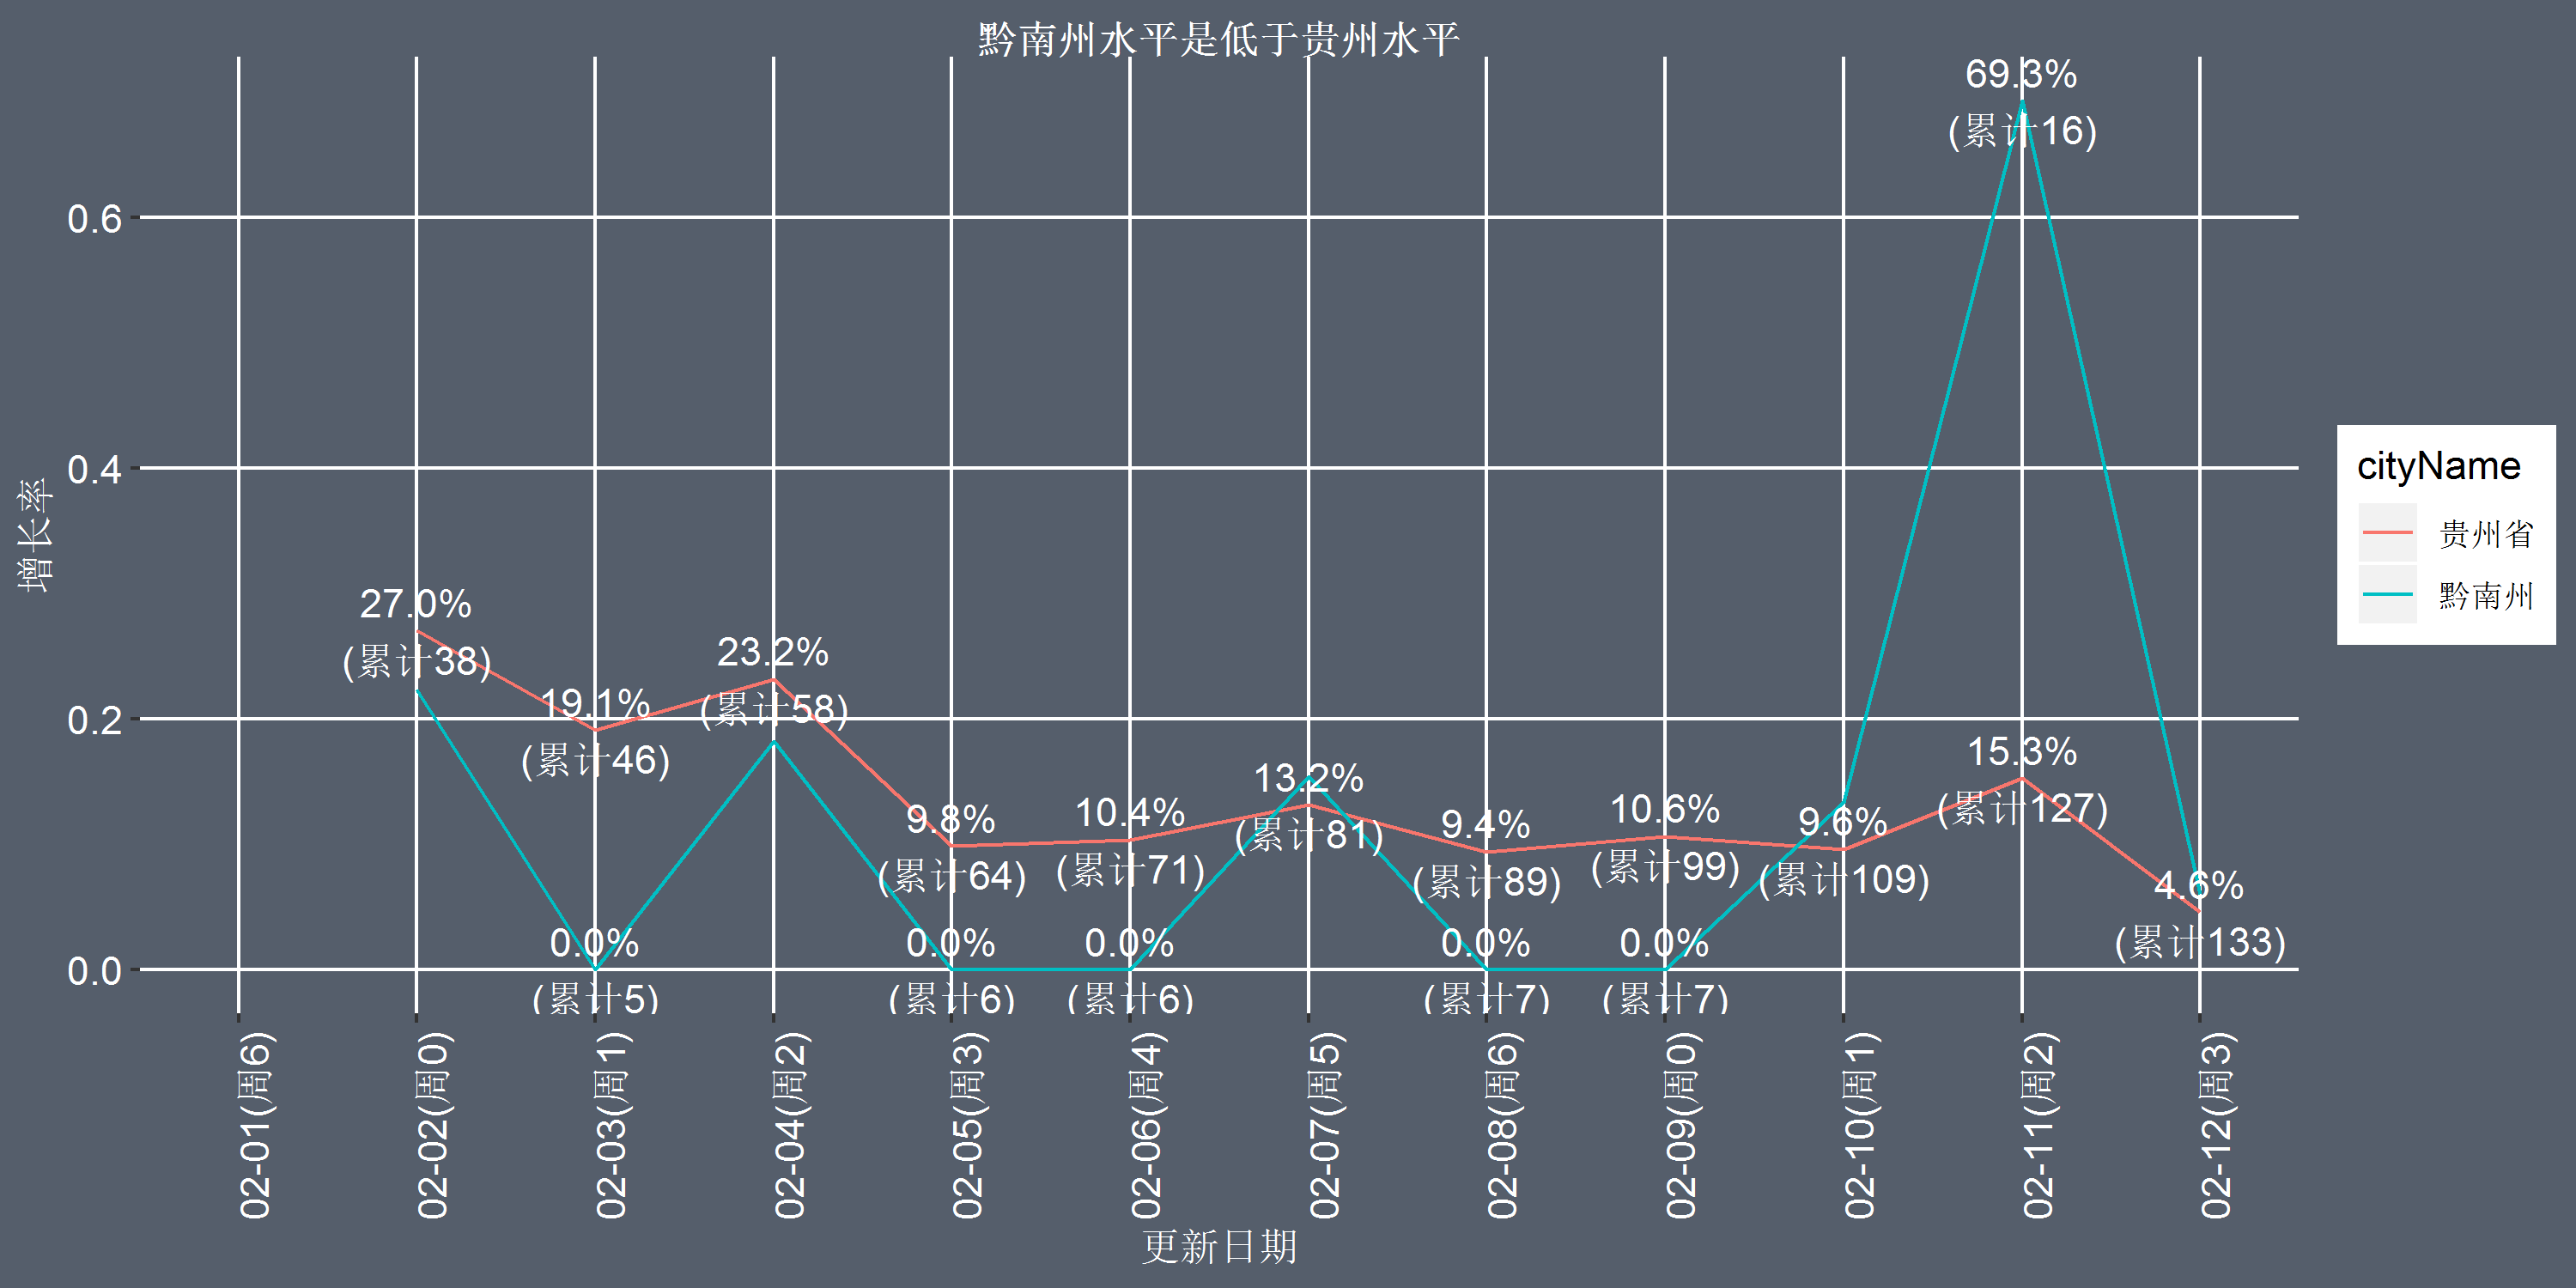 黔南州水平是低于贵州水平
增长率
0.6
0.4
0.2
0.0
27.0%
(累计38)
19.1%
(累计46)
0.0%
(累计5)
23.2%
(累计58)
9.8%
(累计64)
0.0%
(累计6)
10.4%
(累计71)
0.0%
(累计6)
13.2%
(累计81)
9.4%
(累计89)
0.0%
(累计7)
10.6%
(累计99)
0.0%
(累计7)
9.6%
(累计109)
69.3%
(累计16)
15.3%
(累计127)
4.6%
(累计133)
02-01(周6)
02-02(周0)
02-03(周1)
02-04(周2)
02-05(周3)
02-06(周4)
02-07(周5)
02-08(周6)
02-09(周0)
02-10(周1)
02-11(周2)
02-12(周3)
更新日期
cityName
贵州省
黔南州